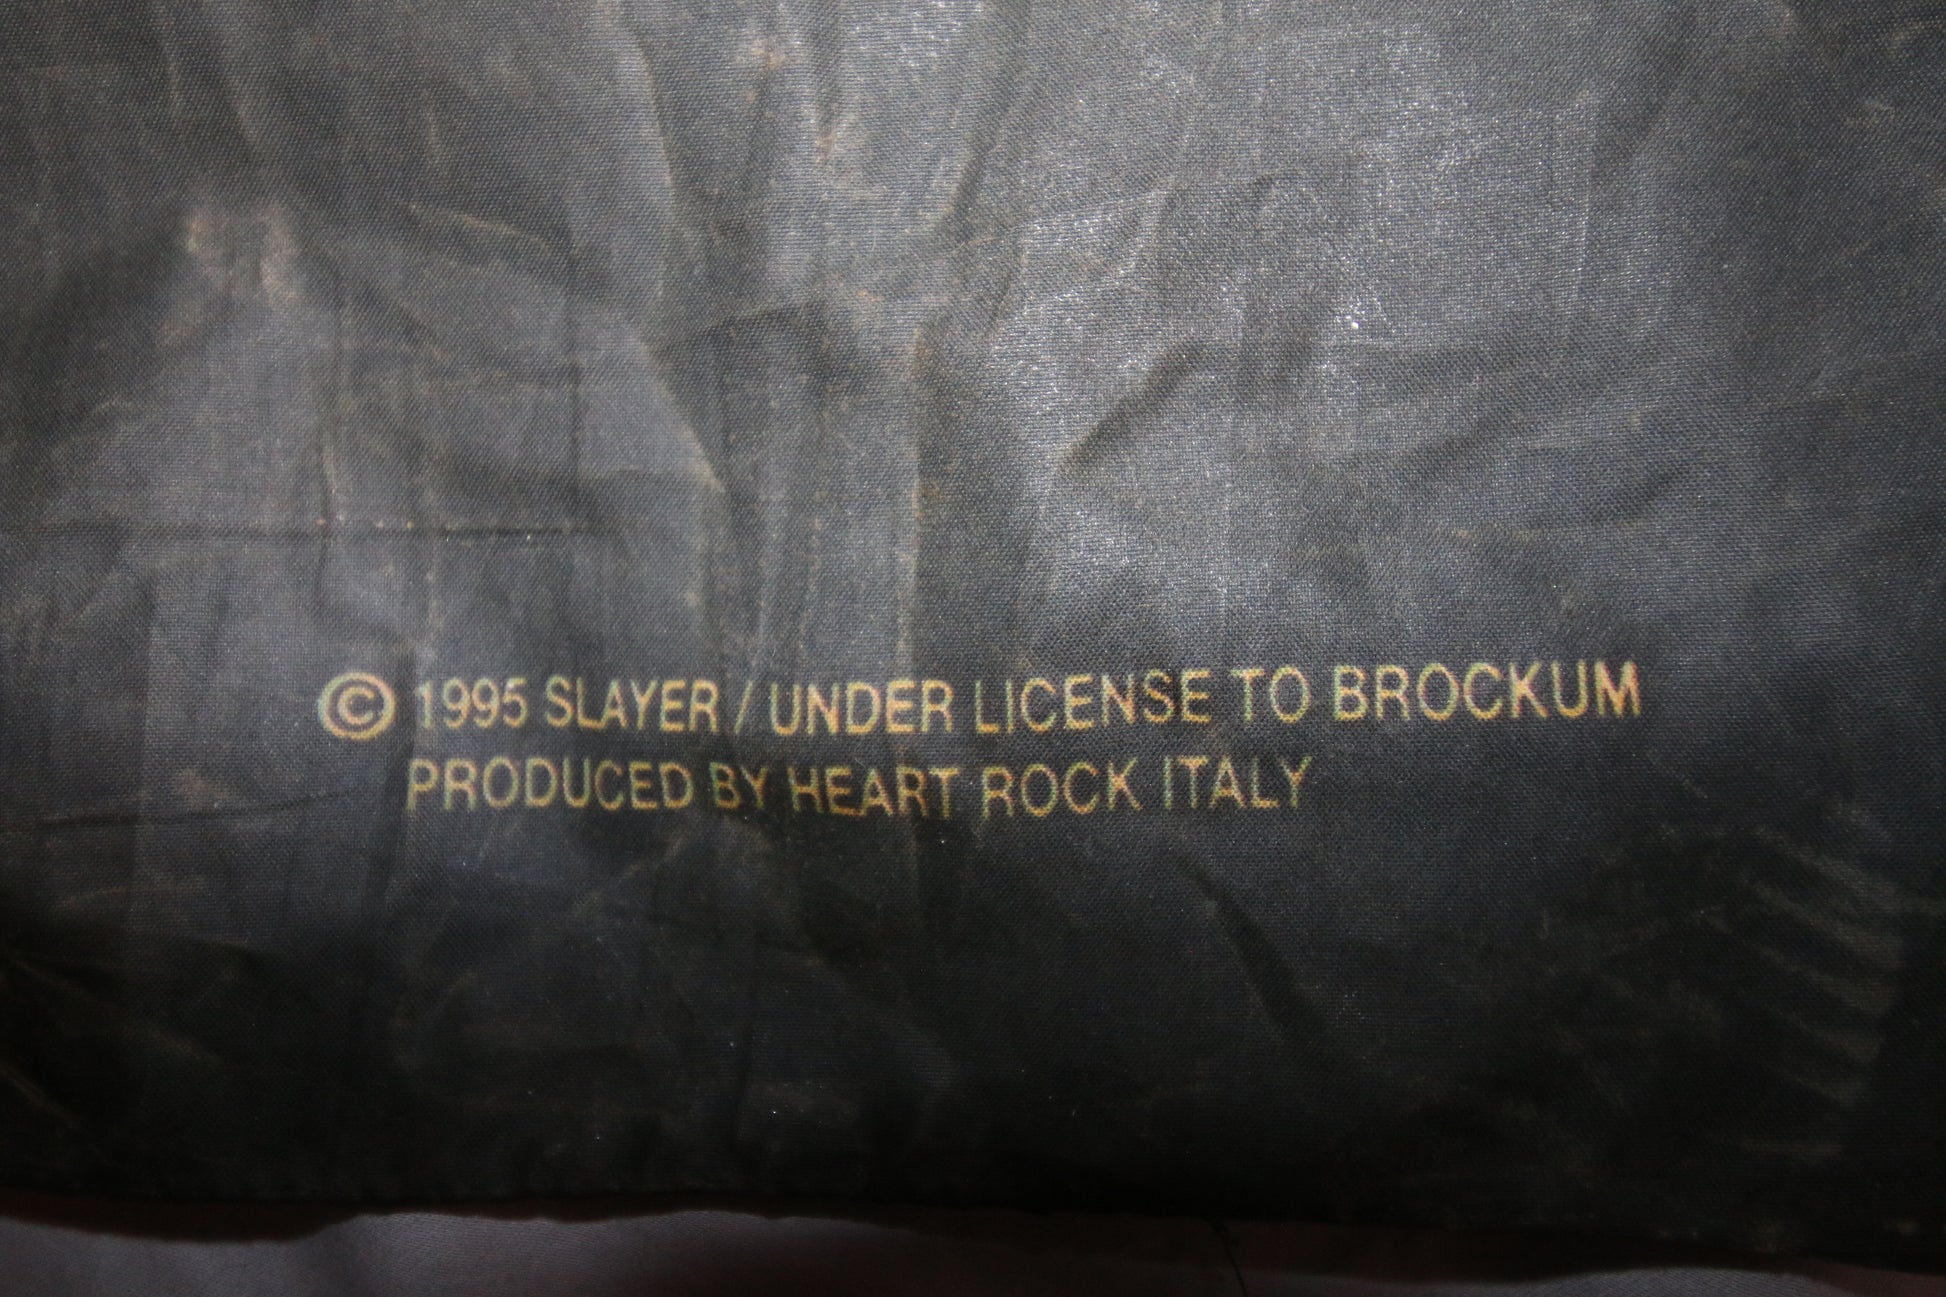 © 1995 SLAYER / UNDER LICENSE TO BROCKUM
PRODUCED BY HEART ROCK ITALY